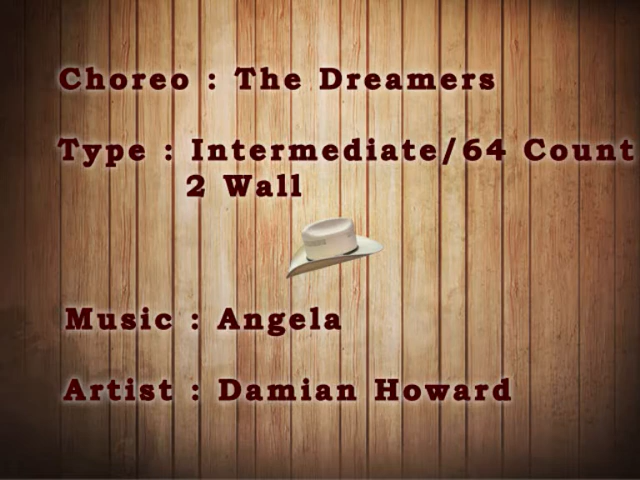 Choreo : The Dreamers
Type : Intermediate/64 Count
2 Wall
Music : Angela
Artist : Damian Howard